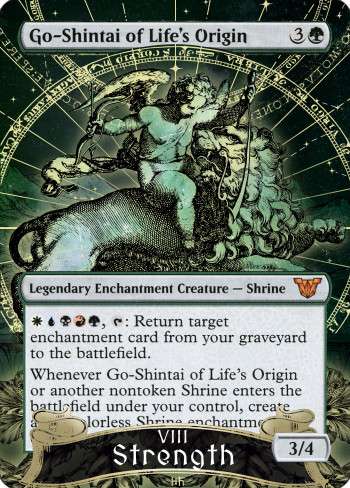 Go-Shintai of Life's Origin 3
Legendary Enchantment Creature — Shrine
, : Return target
enchantment card from your graveyard
to the battlefield.
Whenever Go-Shintai of Life's Origin
or another nontoken Shrine enters the
battlefield under your control, create
Shrine
VIII
Strength
3/4